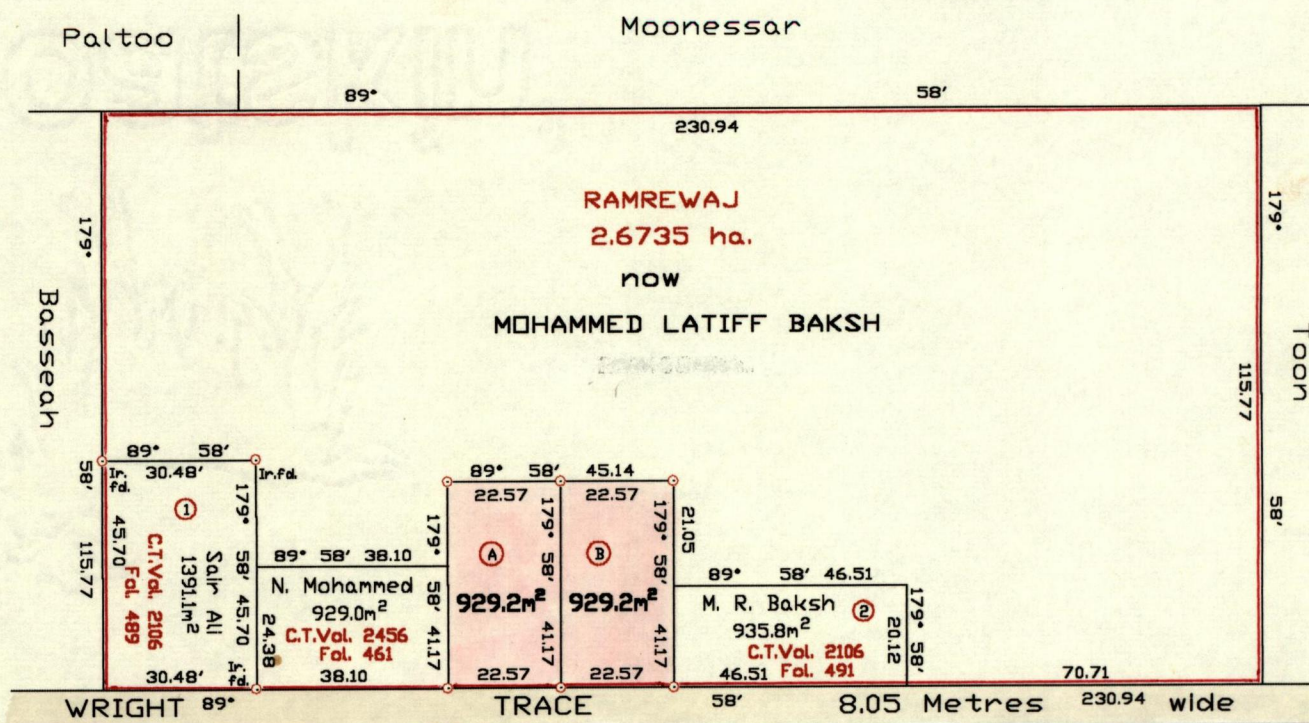 Paltoo
Moonessar
89° 58'
230.94
179°
RAMREWAJ
2.6735 ha.
now
MOHAMMED LATIFF BAKSH
179°
Basseah
Toon
115.77
58'
58'
115.77
89° 58'
30.48'
Ir.
fd.
Ir.fd.
1
45.70
C.T.Vol. 2106
Fol. 489
Sair Ali
1391.1m²
179° 58' 45.70
30.48'
Ir.
fd.
89° 58' 38.10
N. Mohammed
929.0m²
C.T.Vol. 2456
Fol. 461
24.38
38.10
179° 58' 41.17
89° 58' 45.14
22.57
22.57
A
B
179° 58' 41.17
179° 58' 41.17
929.2m²
929.2m²
22.57
22.57
21.05
89° 58' 46.51
M. R. Baksh
2
935.8m²
C.T.Vol. 2106
Fol. 491
46.51
20.12
179° 58'
70.71
WRIGHT 89° TRACE 58' 8.05 Metres 230.94 wide